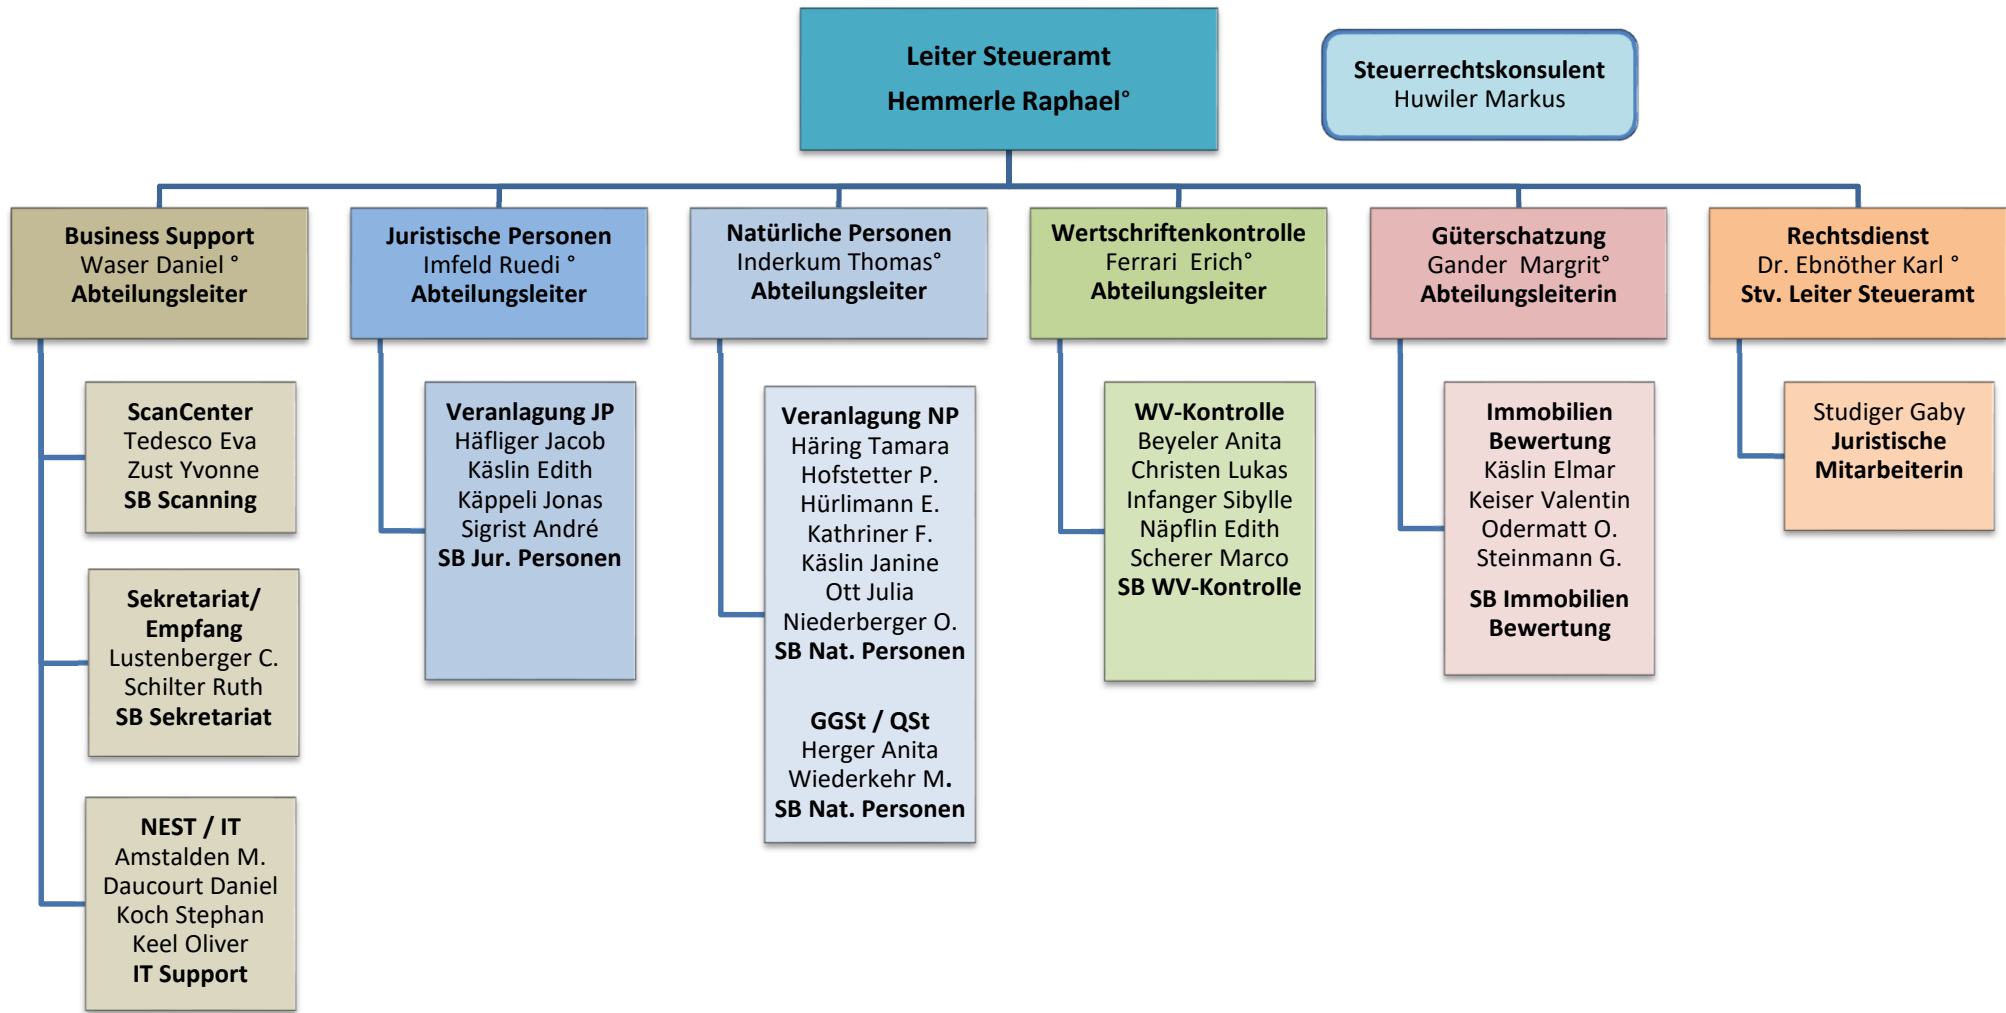 Leiter Steueramt
Hemmerle Raphael°
Steuerrechtskonsulent
Huwiler Markus
Business Support
Waser Daniel °
Abteilungsleiter
Juristische Personen
Imfeld Ruedi °
Abteilungsleiter
Natürliche Personen
Inderkum Thomas°
Abteilungsleiter
Wertschriftenkontrolle
Ferrari  Erich°
Abteilungsleiter
Güterschatzung
Gander  Margrit°
Abteilungsleiterin
Rechtsdienst
Dr. Ebnöther Karl °
Stv. Leiter Steueramt
ScanCenter
Tedesco Eva
Zust Yvonne
SB Scanning
Sekretariat/
Empfang
Lustenberger C.
Schilter Ruth
SB Sekretariat
NEST / IT
Amstalden M.
Daucourt Daniel
Koch Stephan
Keel Oliver
IT Support
Veranlagung JP
Häfliger Jacob
Käslin Edith
Käppeli Jonas
Sigrist André
SB Jur. Personen
Veranlagung NP
Häring Tamara
Hofstetter P.
Hürlimann E.
Kathriner F.
Käslin Janine
Ott Julia
Niederberger O.
SB Nat. Personen
GGSt / QSt
Herger Anita
Wiederkehr M.
SB Nat. Personen
WV-Kontrolle
Beyeler Anita
Christen Lukas
Infanger Sibylle
Näpflin Edith
Scherer Marco
SB WV-Kontrolle
Immobilien
Bewertung
Käslin Elmar
Keiser Valentin
Odermatt O.
Steinmann G.
SB Immobilien
Bewertung
Studiger Gaby
Juristische
Mitarbeiterin